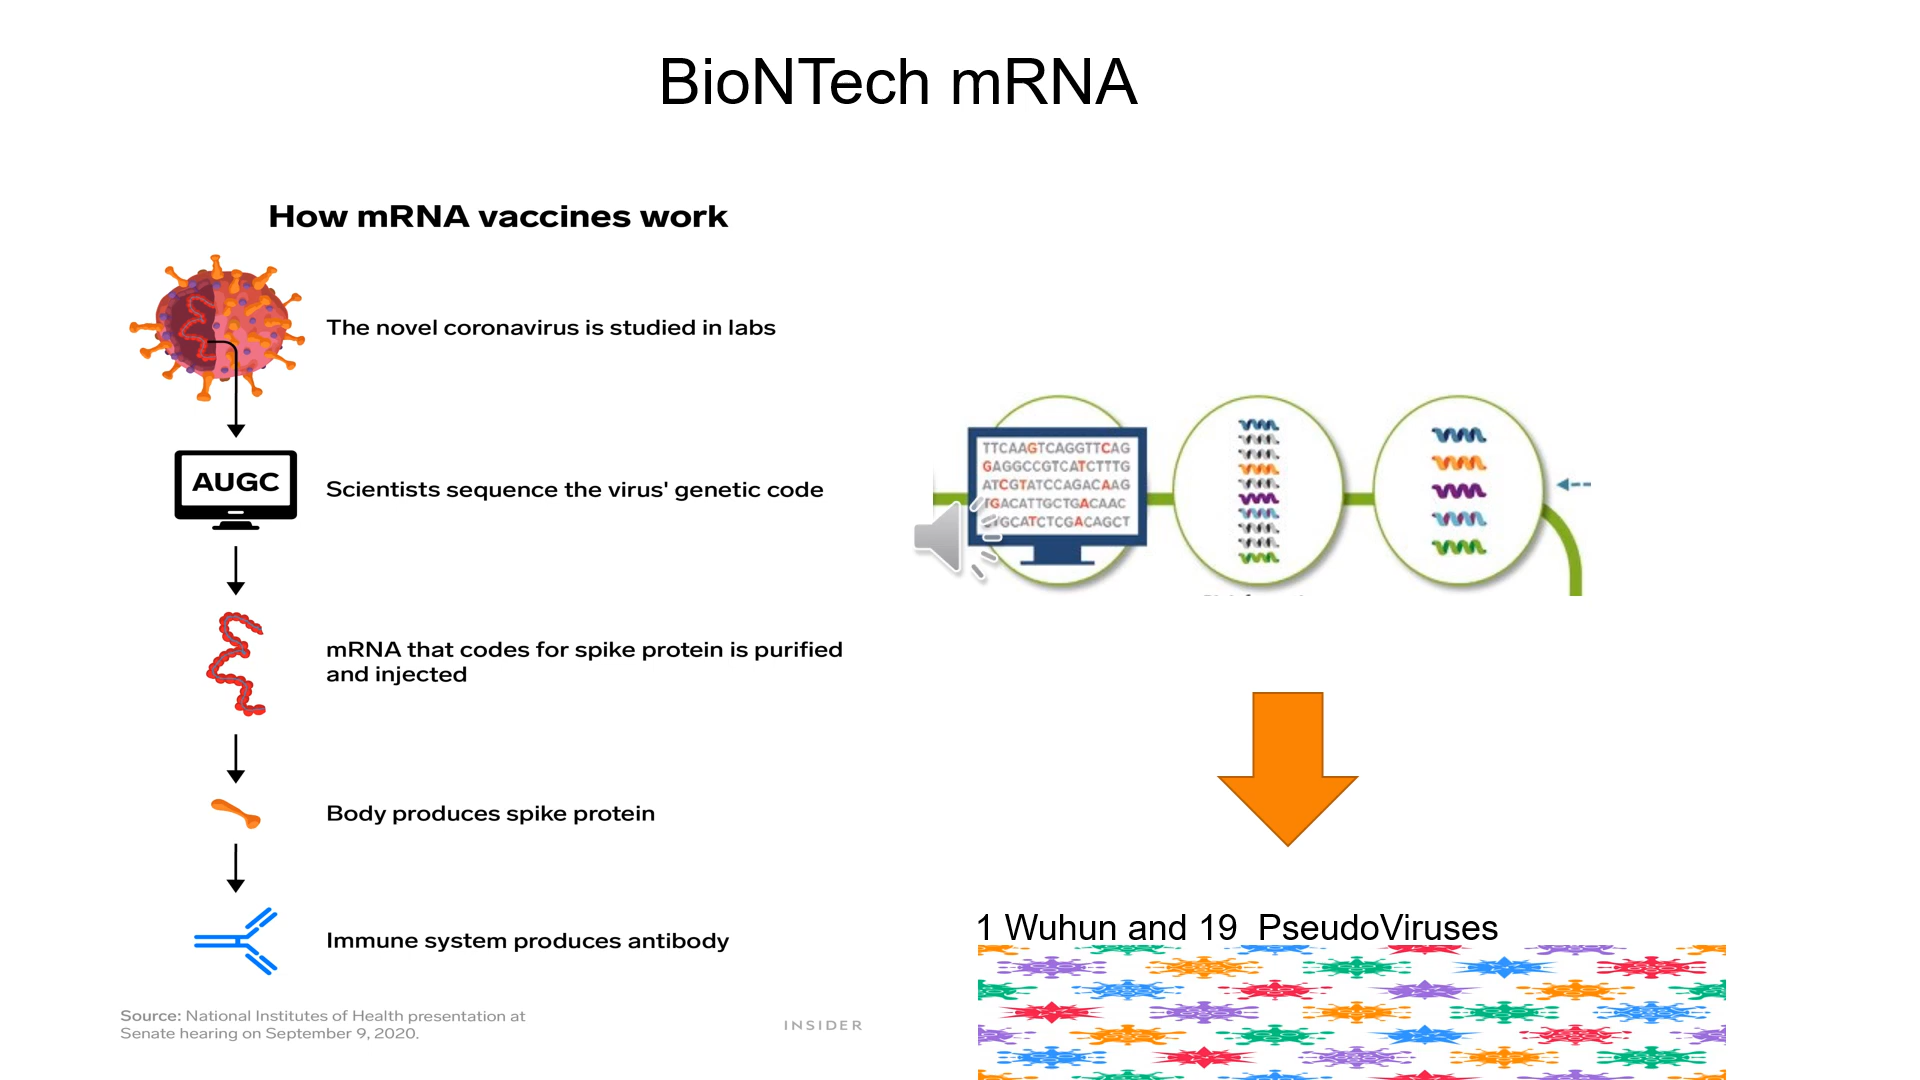 BioNTech mRNA
How mRNA vaccines work
The novel coronavirus is studied in labs
AUGC
Scientists sequence the virus' genetic code
mRNA that codes for spike protein is purified
and injected
Body produces spike protein
Immune system produces antibody
Source: National Institutes of Health presentation at
Senate hearing on September 9, 2020.
INSIDER
TTCAAGTCAGGTTCAG
GAGGCCGTCATCTTTG
ATCGTATCCAGACAAG
TGACATTGCTGACAAC
TGCATCTCGACAGCT
1 Wuhun and 19 PseudoViruses